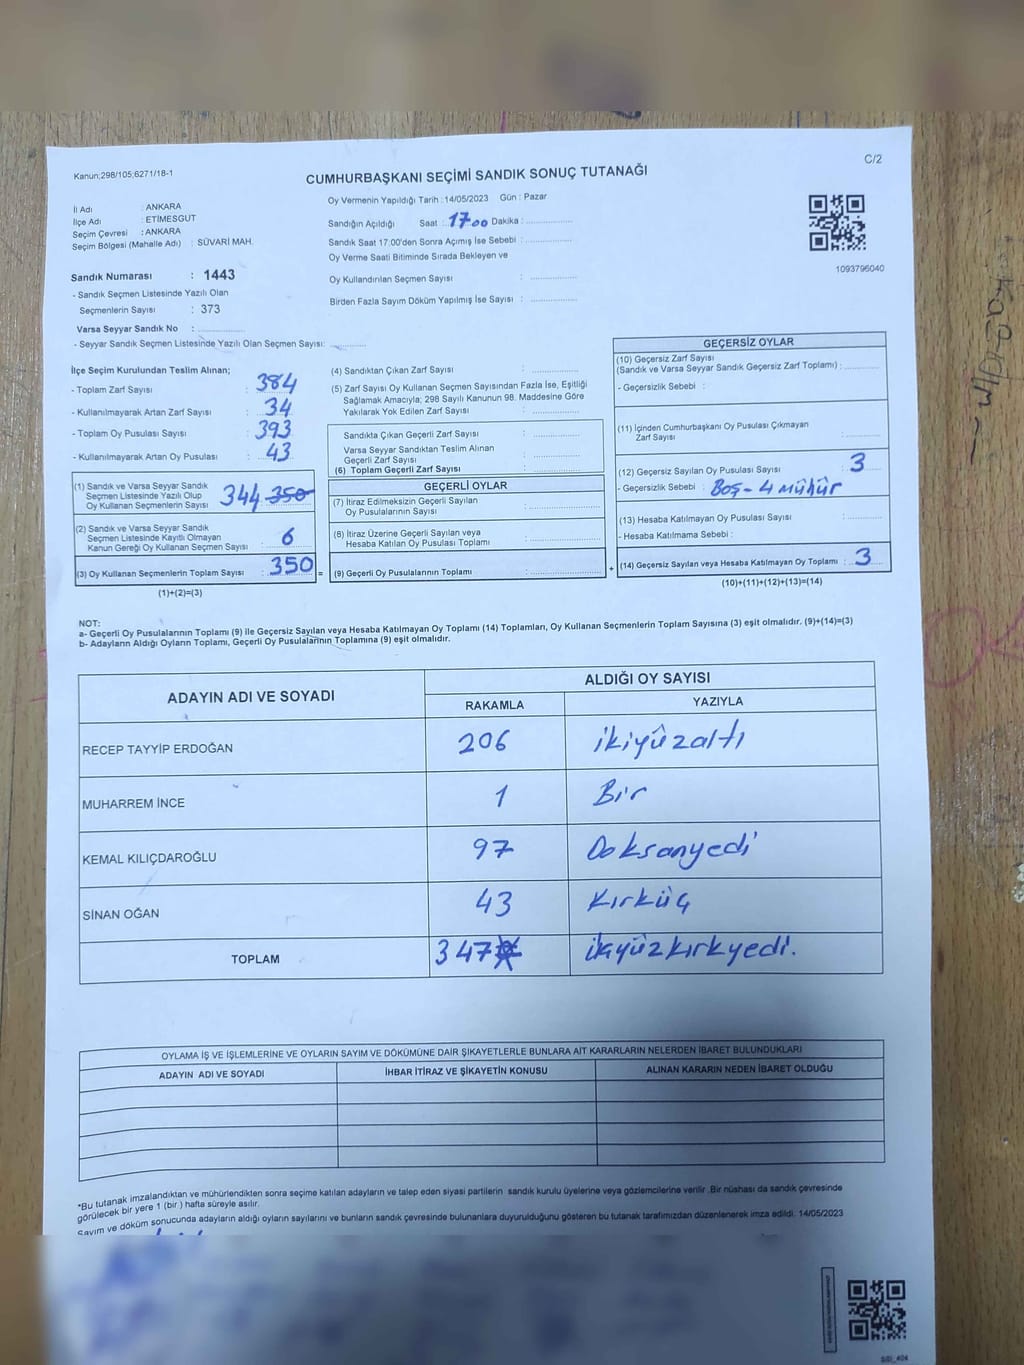 C/2
Kanun;298/105;6271/18-1
CUMHURBAŞKANI SEÇİMİ SANDIK SONUÇ TUTANAĞI
İl Adı : ANKARA
İlçe Adı : ETİMESGUT
Seçim Çevresi : ANKARA
Seçim Bölgesi (Mahalle Adı) : SÜVARİ MAH.
Oy Vermenin Yapıldığı Tarih :14/05/2023 Gün : Pazar
Sandığın Açıldığı Saat : 17 00 Dakika :
Sandık Saat 17.00'den Sonra Açımış İse Sebebi :
Oy Verme Saati Bitiminde Sırada Bekleyen ve
Oy Kullandırılan Seçmen Sayısı :
Birden Fazla Sayım Döküm Yapılmış İse Sayısı :
1093796040
Sandık Numarası : 1443
- Sandık Seçmen Listesinde Yazılı Olan
Seçmenlerin Sayısı : 373
Varsa Seyyar Sandık No :
- Seyyar Sandık Seçmen Listesinde Yazılı Olan Seçmen Sayısı:
İlçe Seçim Kurulundan Teslim Alınan;
- Toplam Zarf Sayısı : 384
- Kullanılmayarak Artan Zarf Sayısı : 34
- Toplam Oy Pusulası Sayısı : 393
- Kullanılmayarak Artan Oy Pusulası : 43
(1) Sandık ve Varsa Seyyar Sandık
Seçmen Listesinde Yazılı Olup
Oy Kullanan Seçmenlerin Sayısı 344 350
(2) Sandık ve Varsa Seyyar Sandık
Seçmen Listesinde Kayıtlı Olmayan
Kanun Gereği Oy Kullanan Seçmen Sayısı : 6
(3) Oy Kullanan Seçmenlerin Toplam Sayısı : 350
(1)+(2)=(3)
(4) Sandıktan Çıkan Zarf Sayısı :
(5) Zarf Sayısı Oy Kullanan Seçmen Sayısından Fazla İse, Eşitliği
Sağlamak Amacıyla; 298 Sayılı Kanunun 98. Maddesine Göre
Yakılarak Yok Edilen Zarf Sayısı :
Sandıkta Çıkan Geçerli Zarf Sayısı :
Varsa Seyyar Sandıktan Teslim Alınan
Geçerli Zarf Sayısı :
(6) Toplam Geçerli Zarf Sayısı :
GEÇERLİ OYLAR
(7) İtiraz Edilmeksizin Geçerli Sayılan
Oy Pusulalarının Sayısı :
(8) İtiraz Üzerine Geçerli Sayılan veya
Hesaba Katılan Oy Pusulası Toplamı :
= (9) Geçerli Oy Pusulalarının Toplamı : +
GEÇERSİZ OYLAR
(10) Geçersiz Zarf Sayısı
(Sandık ve Varsa Seyyar Sandık Geçersiz Zarf Toplamı) :
- Geçersizlik Sebebi :
(11) İçinden Cumhurbaşkanı Oy Pusulası Çıkmayan
Zarf Sayısı :
(12) Geçersiz Sayılan Oy Pusulası Sayısı : 3
- Geçersizlik Sebebi : Boş - 4 Mühür
(13) Hesaba Katılmayan Oy Pusulası Sayısı :
- Hesaba Katılmama Sebebi :
(14) Geçersiz Sayılan veya Hesaba Katılmayan Oy Toplamı : 3
(10)+(11)+(12)+(13)=(14)
NOT:
a- Geçerli Oy Pusulalarının Toplamı (9) ile Geçersiz Sayılan veya Hesaba Katılmayan Oy Toplamı (14) Toplamları, Oy Kullanan Seçmenlerin Toplam Sayısına (3) eşit olmalıdır. (9)+(14)=(3)
b- Adayların Aldığı Oyların Toplamı, Geçerli Oy Pusulalarının Toplamına (9) eşit olmalıdır.
ADAYIN ADI VE SOYADI ALDIĞI OY SAYISI
RAKAMLA YAZIYLA
RECEP TAYYİP ERDOĞAN 206 ikiyüzaltı
MUHARREM İNCE 1 Bir
KEMAL KILIÇDAROĞLU 97 Doksanyedi
SİNAN OĞAN 43 Kırküç
TOPLAM 347
OYLAMA İŞ VE İŞLEMLERİNE VE OYLARIN SAYIM VE DÖKÜMÜNE DAİR ŞİKAYETLERLE BUNLARA AİT KARARLARIN NELERDEN İBARET BULUNDUKLARI
ADAYIN ADI VE SOYADI İHBAR İTİRAZ VE ŞİKAYETİN KONUSU ALINAN KARARIN NEDEN İBARET OLDUĞU
*Bu tutanak imzalandıktan ve mühürlendikten sonra seçime katılan adayların ve talep eden siyasi partilerin sandık kurulu üyelerine veya gözlemcilerine verilir .Bir nüshası da sandık çevresinde
görülecek bir yere 1 (bir ) hafta süreyle asılır.
Sayım ve döküm sonucunda adayların aldığı oyların sayılarını ve bunların sandık çevresinde bulunanlara duyurulduğunu gösteren bu tutanak tarafımızdan düzenlenerek imza edildi. 14/05/2023